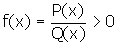 f(x) = P(x)/Q(x) > 0